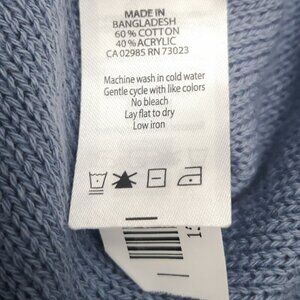 MADE IN
BANGLADESH
60% COTTON
40% ACRYLIC
CA 02985 RN 73023
Machine wash in cold water
Gentle cycle with like colors
No bleach
Lay flat to dry
Low iron